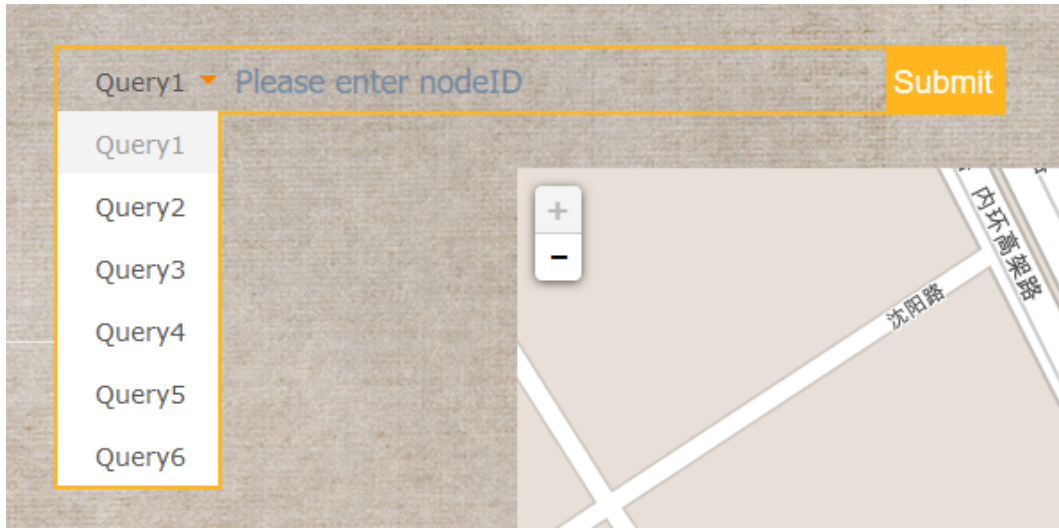 Query1 Please enter nodeID Submit
Query1
Query2
Query3
Query4
Query5
Query6
+
−
内环高架路
沈阳路